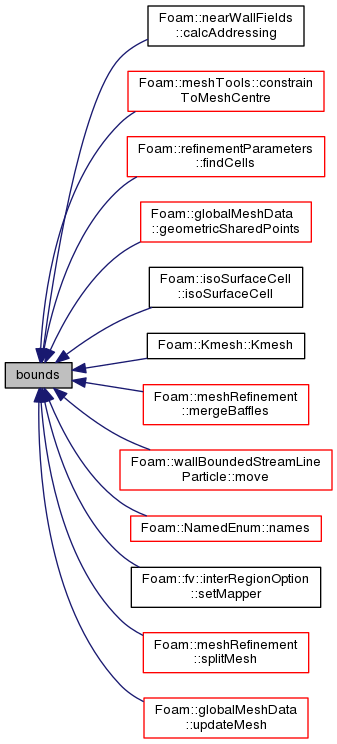 Foam::nearWallFields
::calcAddressing
Foam::meshTools::constrain
ToMeshCentre
Foam::refinementParameters
::findCells
Foam::globalMeshData
::geometricSharedPoints
Foam::isoSurfaceCell
::isoSurfaceCell
Foam::Kmesh::Kmesh
bounds
Foam::meshRefinement
::mergeBaffles
Foam::wallBoundedStreamLine
Particle::move
Foam::NamedEnum::names
Foam::fv::interRegionOption
::setMapper
Foam::meshRefinement
::splitMesh
Foam::globalMeshData
::updateMesh